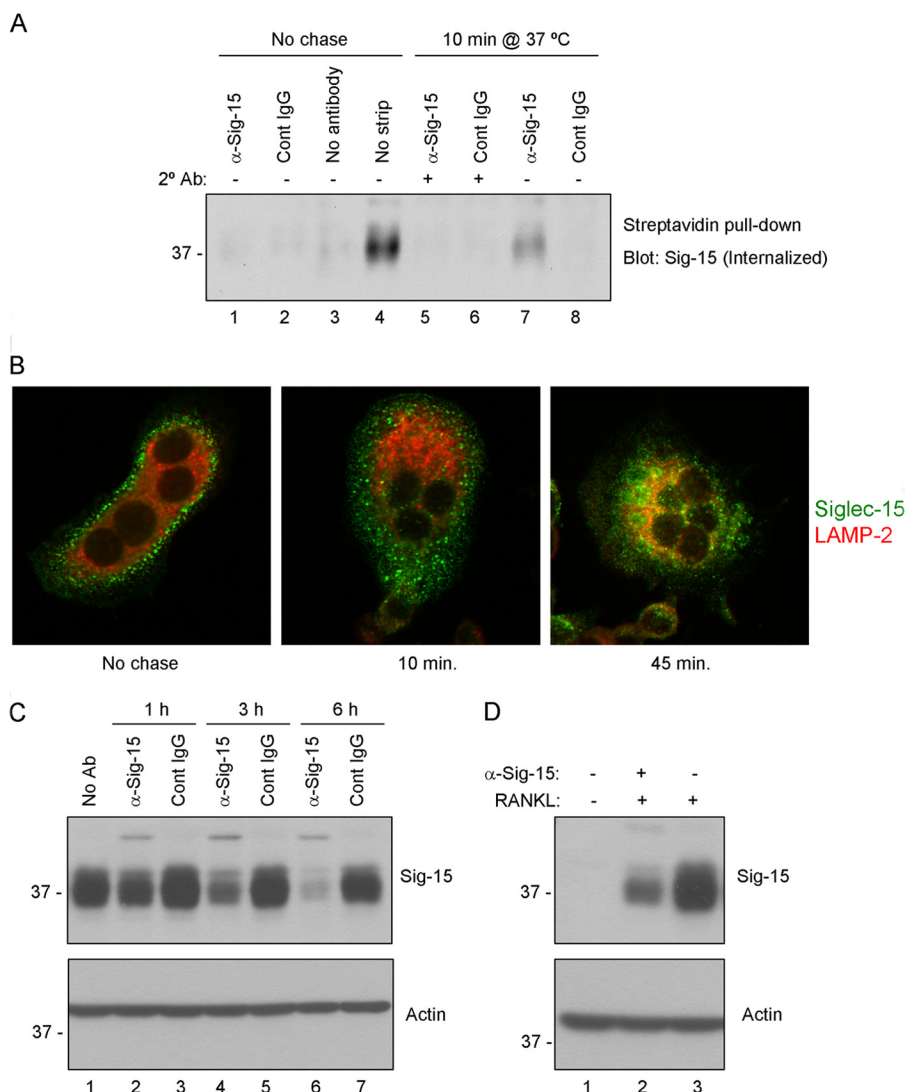 A
No chase
10 min @ 37 ºC
α-Sig-15
Cont IgG
No antibody
No strip
α-Sig-15
Cont IgG
α-Sig-15
Cont IgG
2º Ab: - - - - + + - -
37 -
Streptavidin pull-down
Blot: Sig-15 (Internalized)
1 2 3 4 5 6 7 8
B
Siglec-15
LAMP-2
No chase
10 min.
45 min.
C
1 h
3 h
6 h
No Ab
α-Sig-15
Cont IgG
α-Sig-15
Cont IgG
α-Sig-15
Cont IgG
37 -
Sig-15
37 -
Actin
1 2 3 4 5 6 7
D
α-Sig-15: - + -
RANKL: - + +
37 -
Sig-15
37 -
Actin
1 2 3